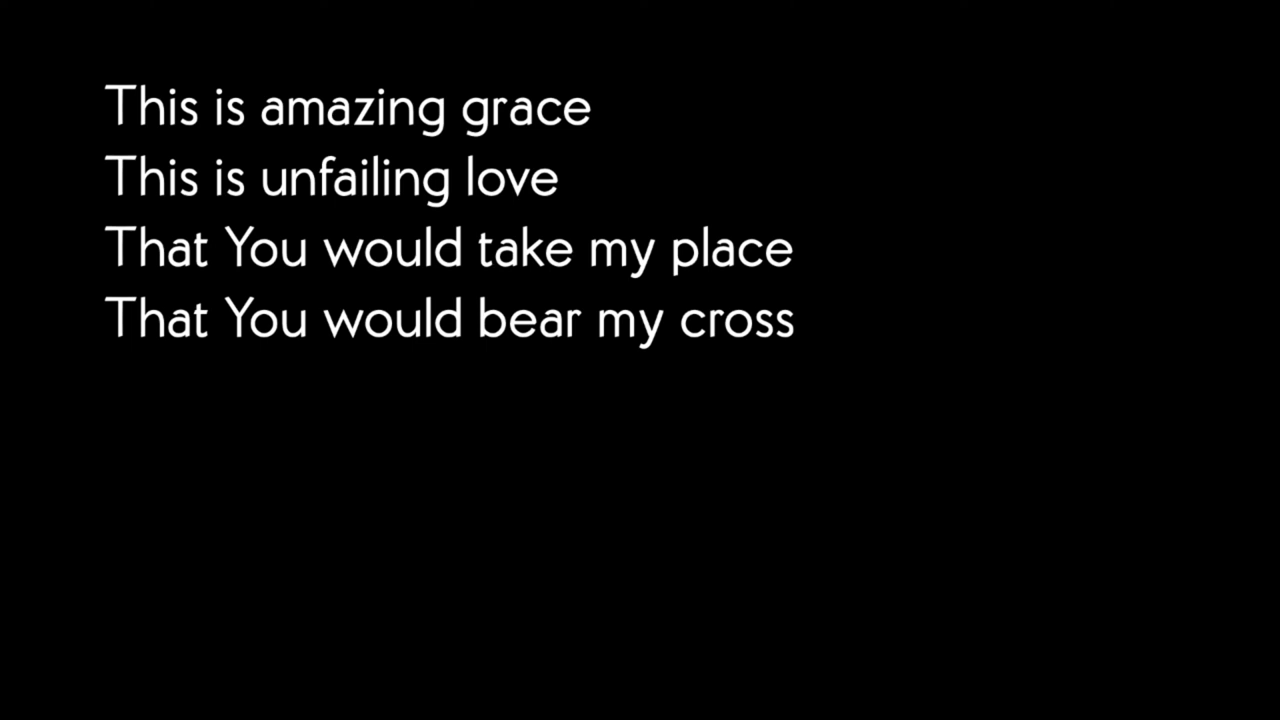 This is amazing grace
This is unfailing love
That You would take my place
That You would bear my cross